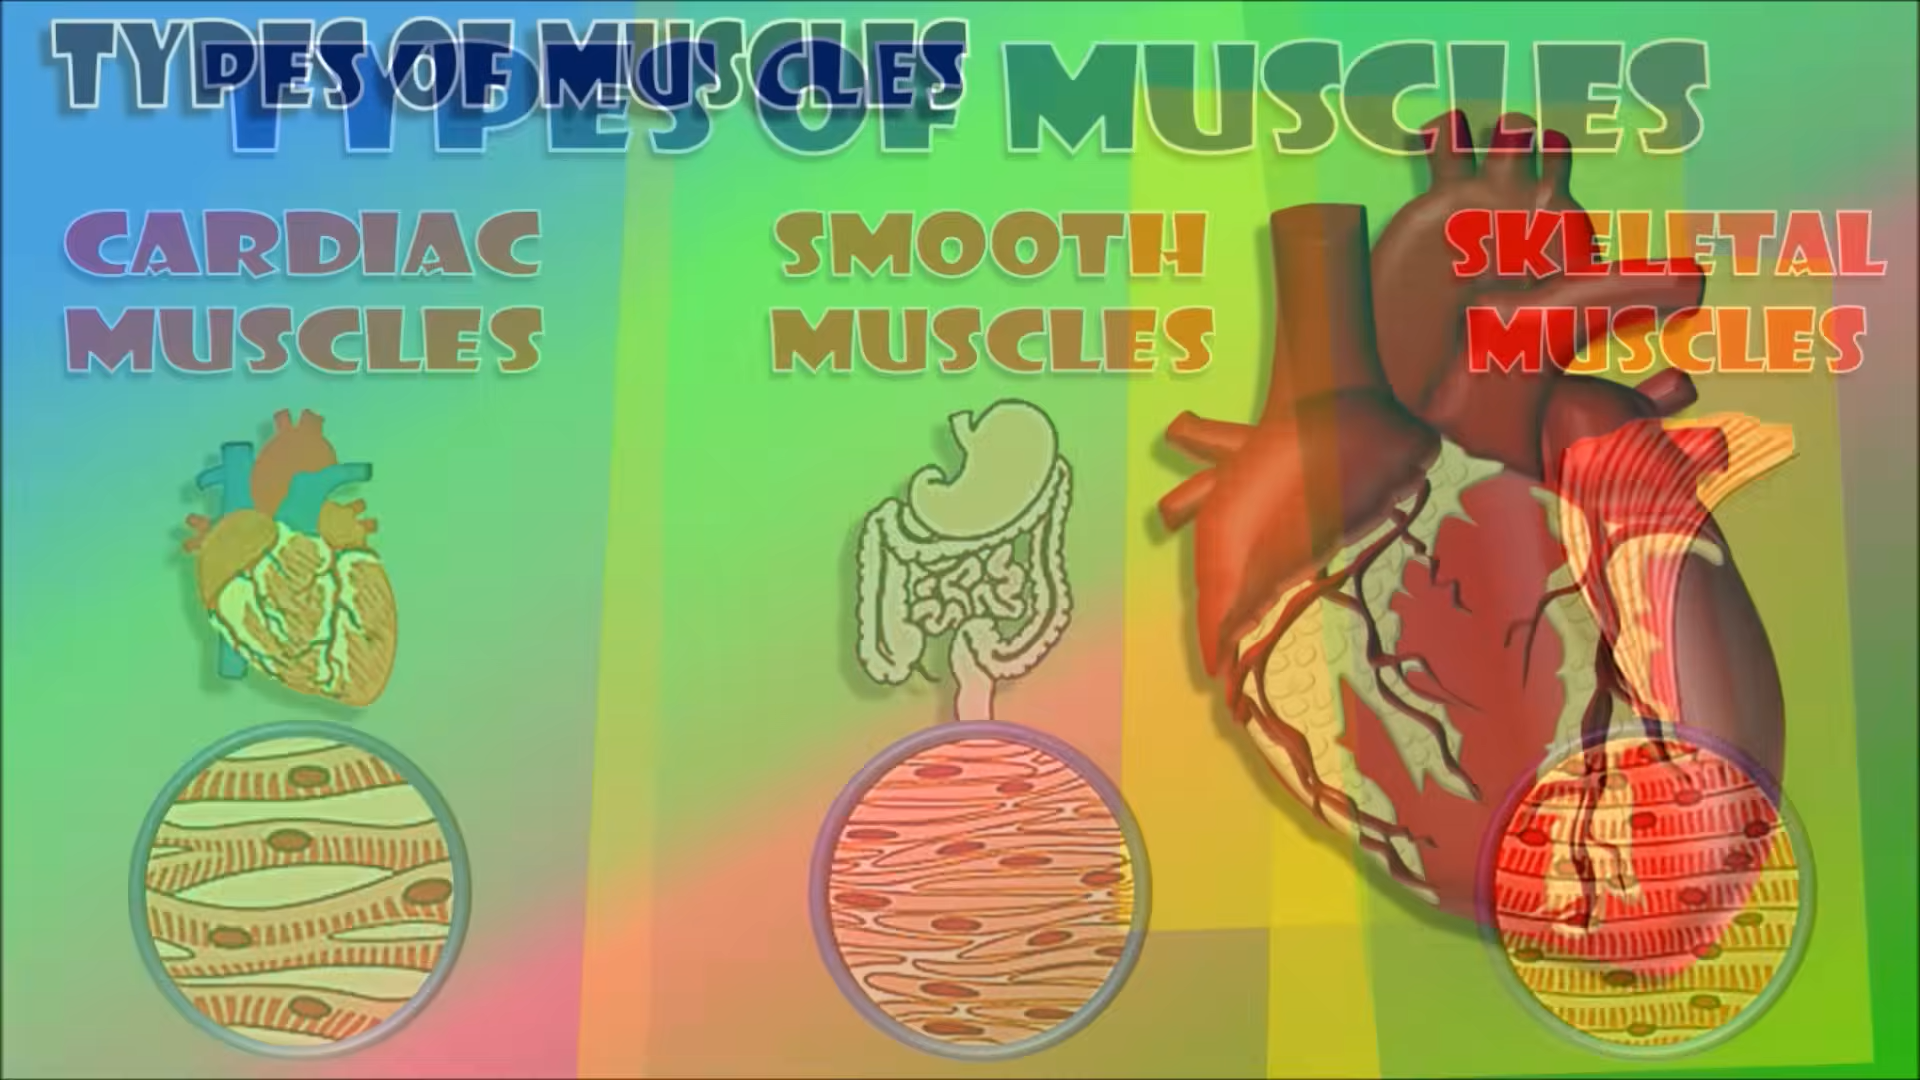 TYPES OF MUSCLES
TYPES OF MUSCLES
CARDIAC
MUSCLES
SMOOTH
MUSCLES
SKELETAL
MUSCLES